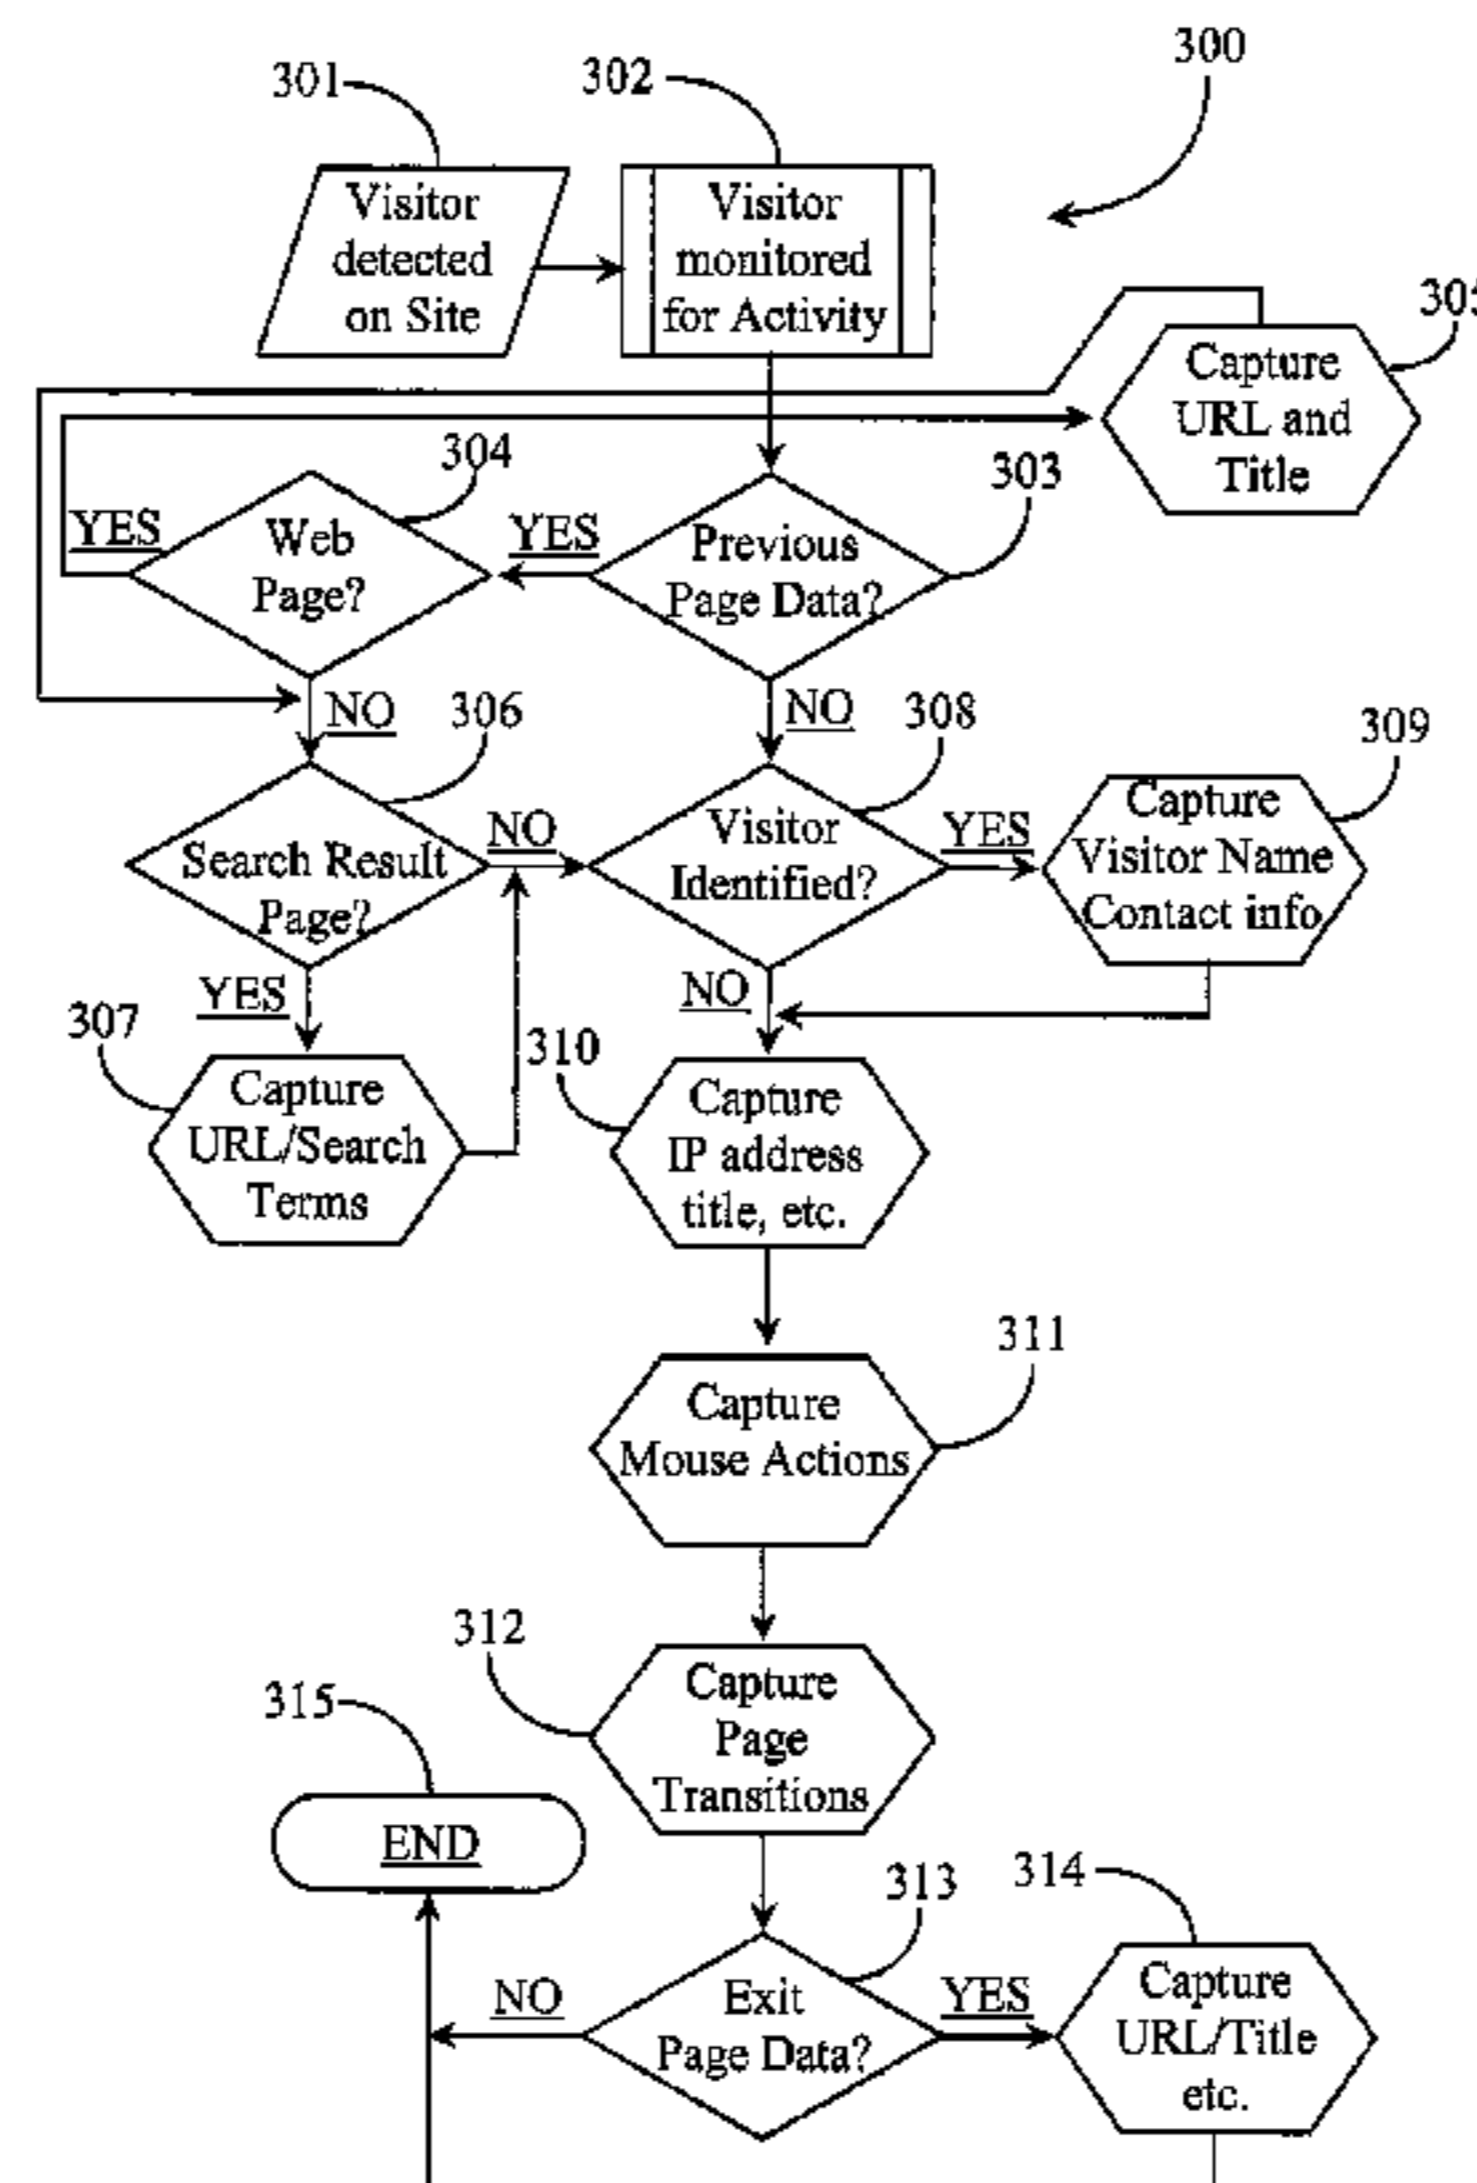 300
301
302
Visitor
detected
on Site
Visitor
monitored
for Activity
305
Capture
URL and
Title
304
303
YES
Web
Page?
YES
Previous
Page Data?
NO
306
NO
308
309
Search Result
Page?
NO
Visitor
Identified?
YES
Capture
Visitor Name
Contact info
YES
NO
307
310
Capture
URL/Search
Terms
Capture
IP address
title, etc.
311
Capture
Mouse Actions
312
Capture
Page
Transitions
315
END
313
314
NO
Exit
Page Data?
YES
Capture
URL/Title
etc.